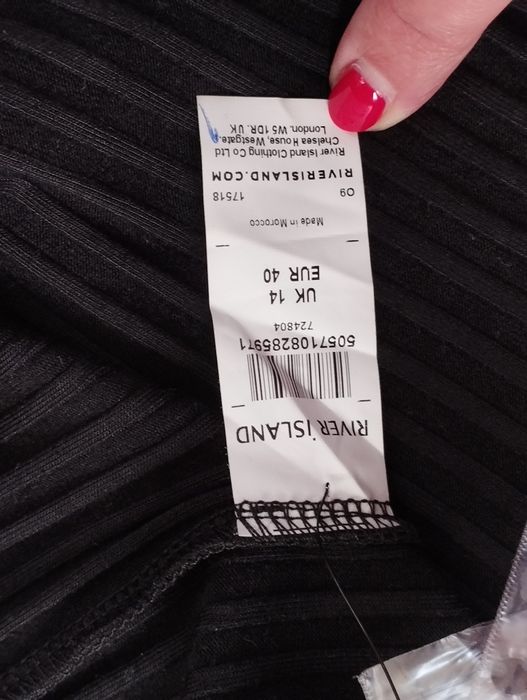 RIVER ISLAND
5057108285971
724804
UK 14
EUR 40
Made in Morocco
09 17518
RIVERISLAND.COM
River Island Clothing Co Ltd
Chelsea House, Westgate,
London. W5 1DR. UK